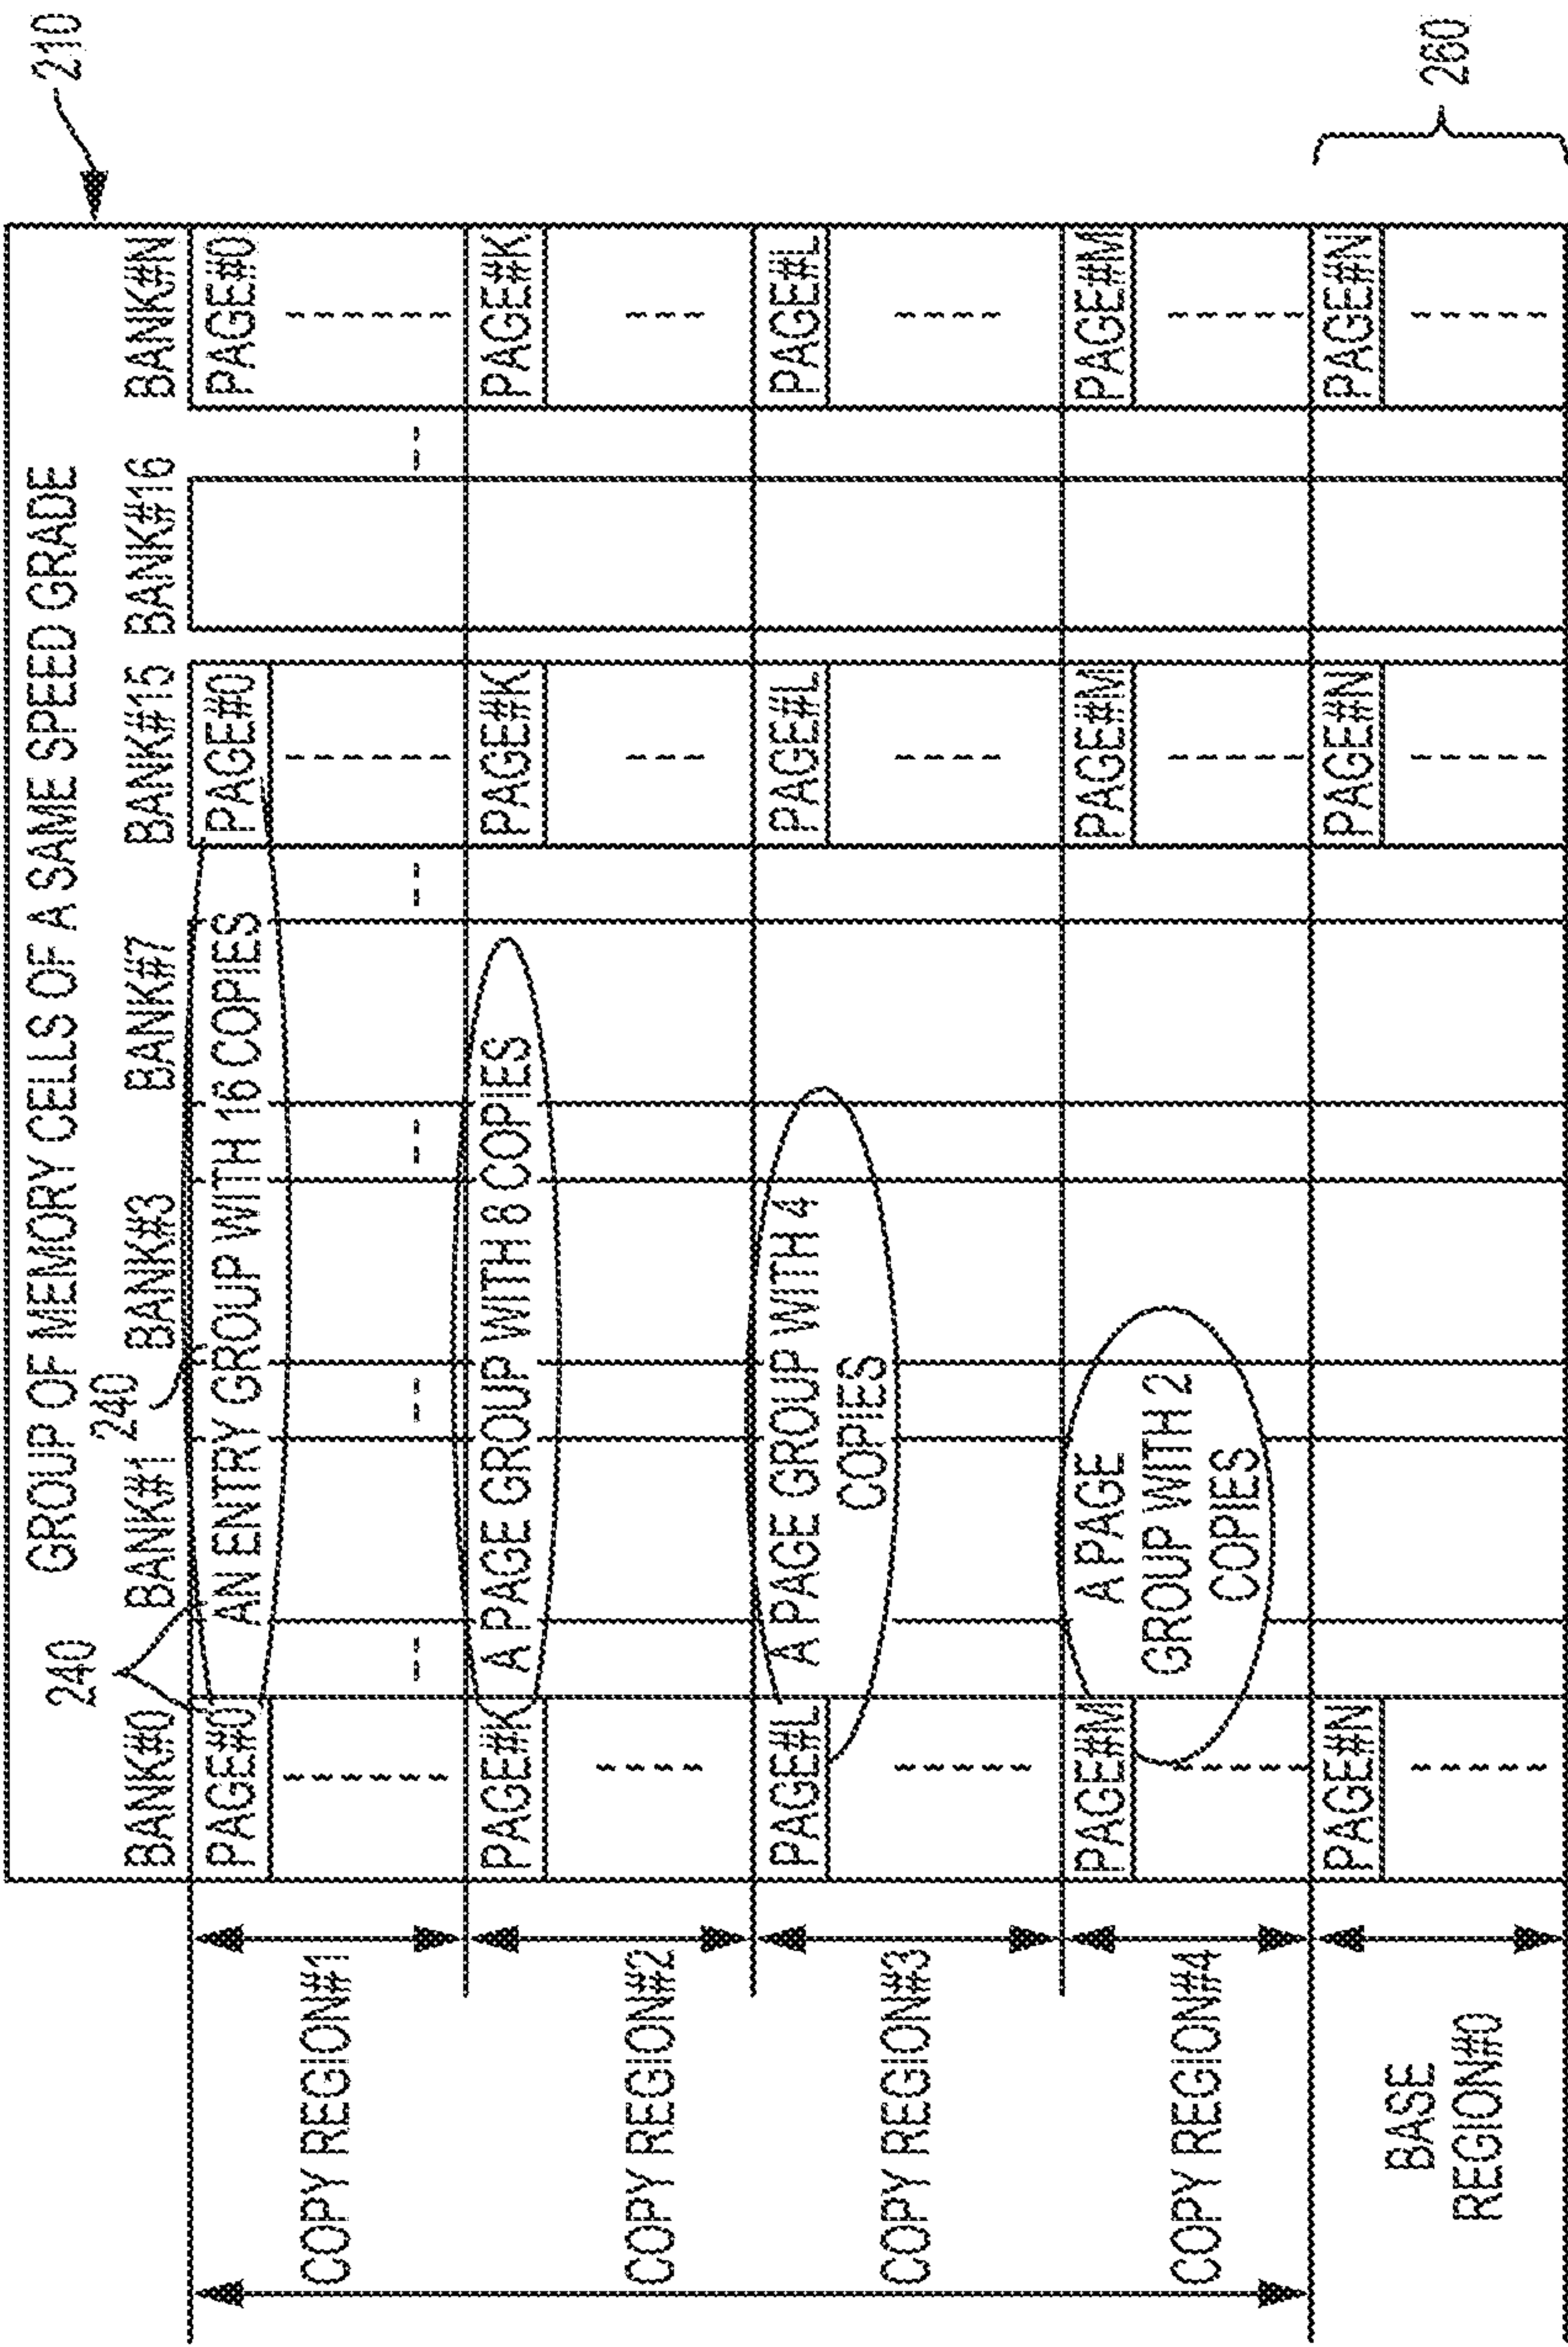 210
GROUP OF MEMORY CELLS OF A SAME SPEED GRADE
240
240
BANK#0 BANK#1 BANK#3 BANK#7 BANK#15 BANK#16 BANK#N
COPY REGION#1
PAGE#0 AN ENTRY GROUP WITH 16 COPIES PAGE#0 PAGE#0
COPY REGION#2
PAGE#K A PAGE GROUP WITH 8 COPIES PAGE#K PAGE#K
COPY REGION#3
PAGE#L A PAGE GROUP WITH 4 PAGE#L PAGE#L
COPIES
COPY REGION#4
PAGE#M A PAGE PAGE#M PAGE#M
GROUP WITH 2
COPIES
BASE
REGION#0
PAGE#N PAGE#N PAGE#N
260